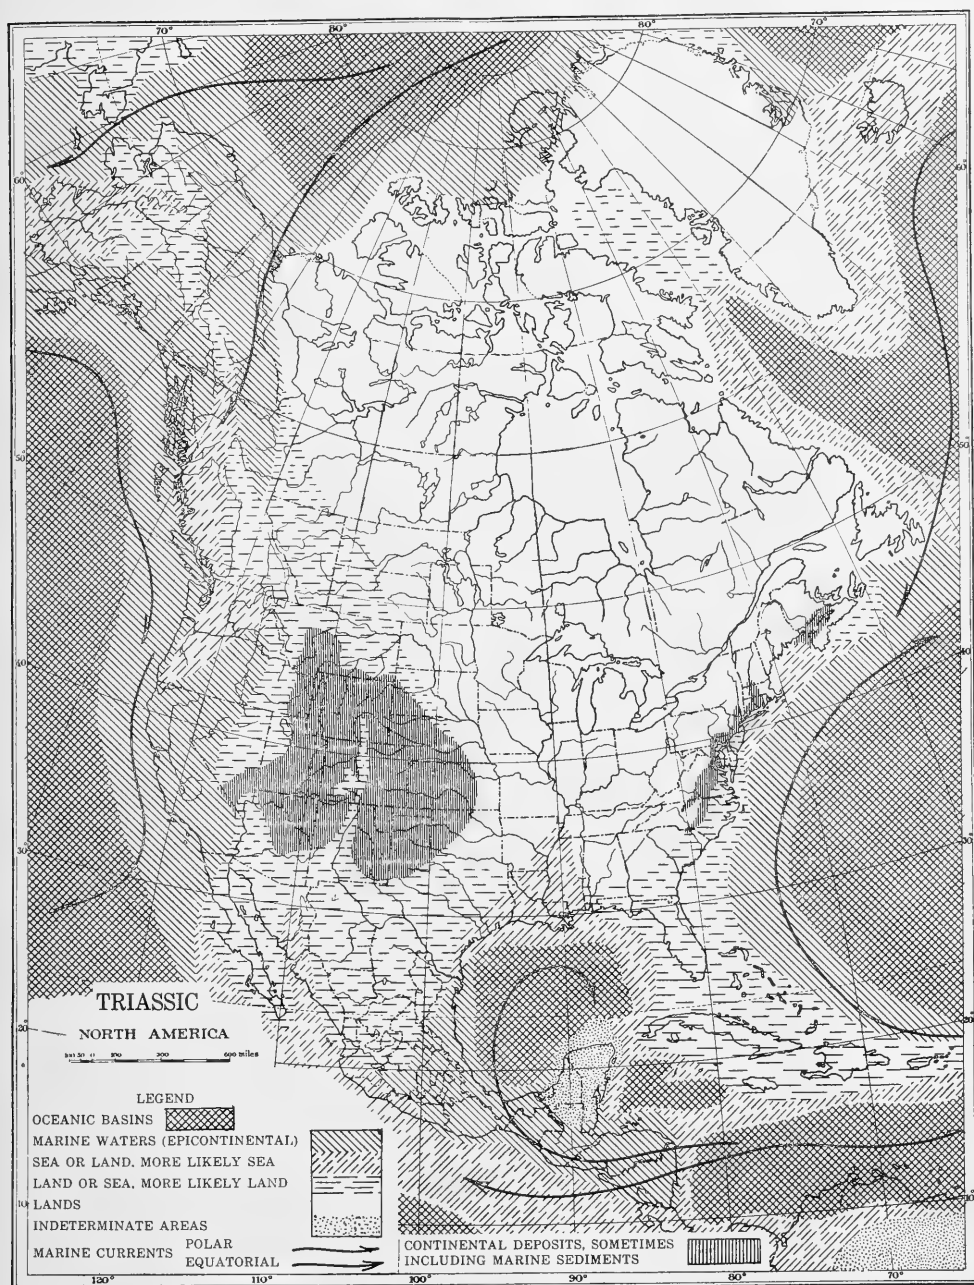 70° 80° 80° 70°
60° 60°
50°
40° 40°
30° 30°
TRIASSIC
NORTH AMERICA
20° 20°
600 miles
LEGEND
OCEANIC BASINS
MARINE WATERS (EPICONTINENTAL)
SEA OR LAND. MORE LIKELY SEA
LAND OR SEA, MORE LIKELY LAND
LANDS
10° 10°
INDETERMINATE AREAS
MARINE CURRENTS POLAR
EQUATORIAL
CONTINENTAL DEPOSITS, SOMETIMES
INCLUDING MARINE SEDIMENTS
120° 110° 100° 90° 80° 70°